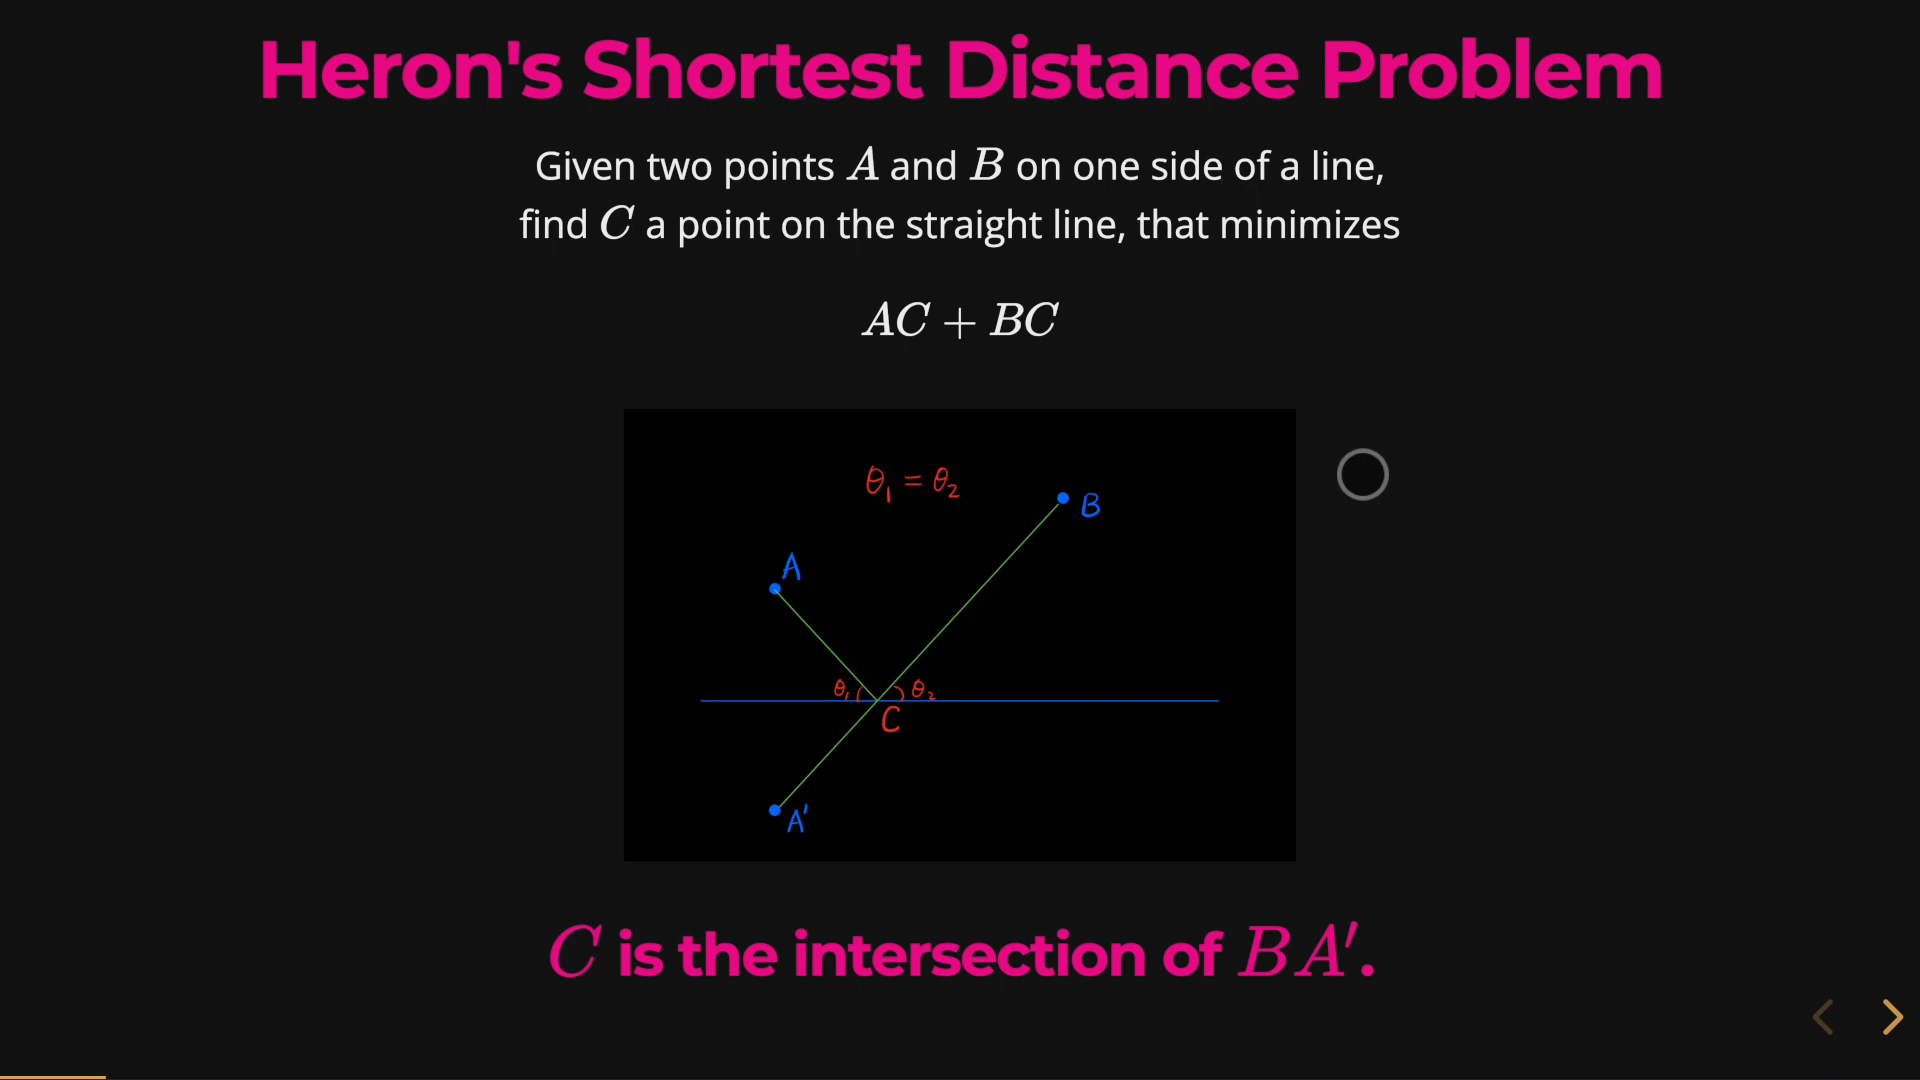 Heron's Shortest Distance Problem
Given two points A and B on one side of a line,
find C a point on the straight line, that minimizes
AC + BC
θ₁ = θ₂
B
A
θ₁
θ₂
C
A'
C is the intersection of BA′.